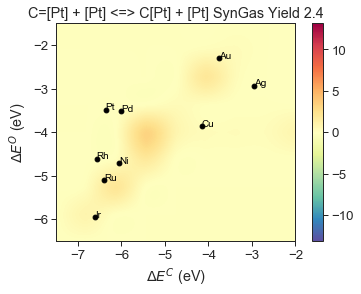 C=[Pt] + [Pt] <=> C[Pt] + [Pt] SynGas Yield 2.4
−2
−3
−4
−5
−6
ΔE^O (eV)
Au
Ag
Pt
Pd
Cu
Rh
Ni
Ru
Ir
−7
−6
−5
−4
−3
−2
ΔE^C (eV)
10
5
0
−5
−10